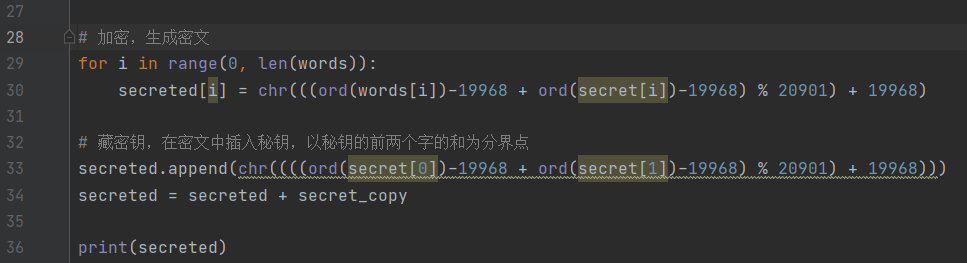 27
28 # 加密，生成密文
29 for i in range(0, len(words)):
30 secreted[i] = chr(((ord(words[i])-19968 + ord(secret[i])-19968) % 20901) + 19968)
31
32 # 藏密钥，在密文中插入秘钥，以秘钥的前两个字的和为分界点
33 secreted.append(chr((((ord(secret[0])-19968 + ord(secret[1])-19968) % 20901) + 19968)))
34 secreted = secreted + secret_copy
35
36 print(secreted)